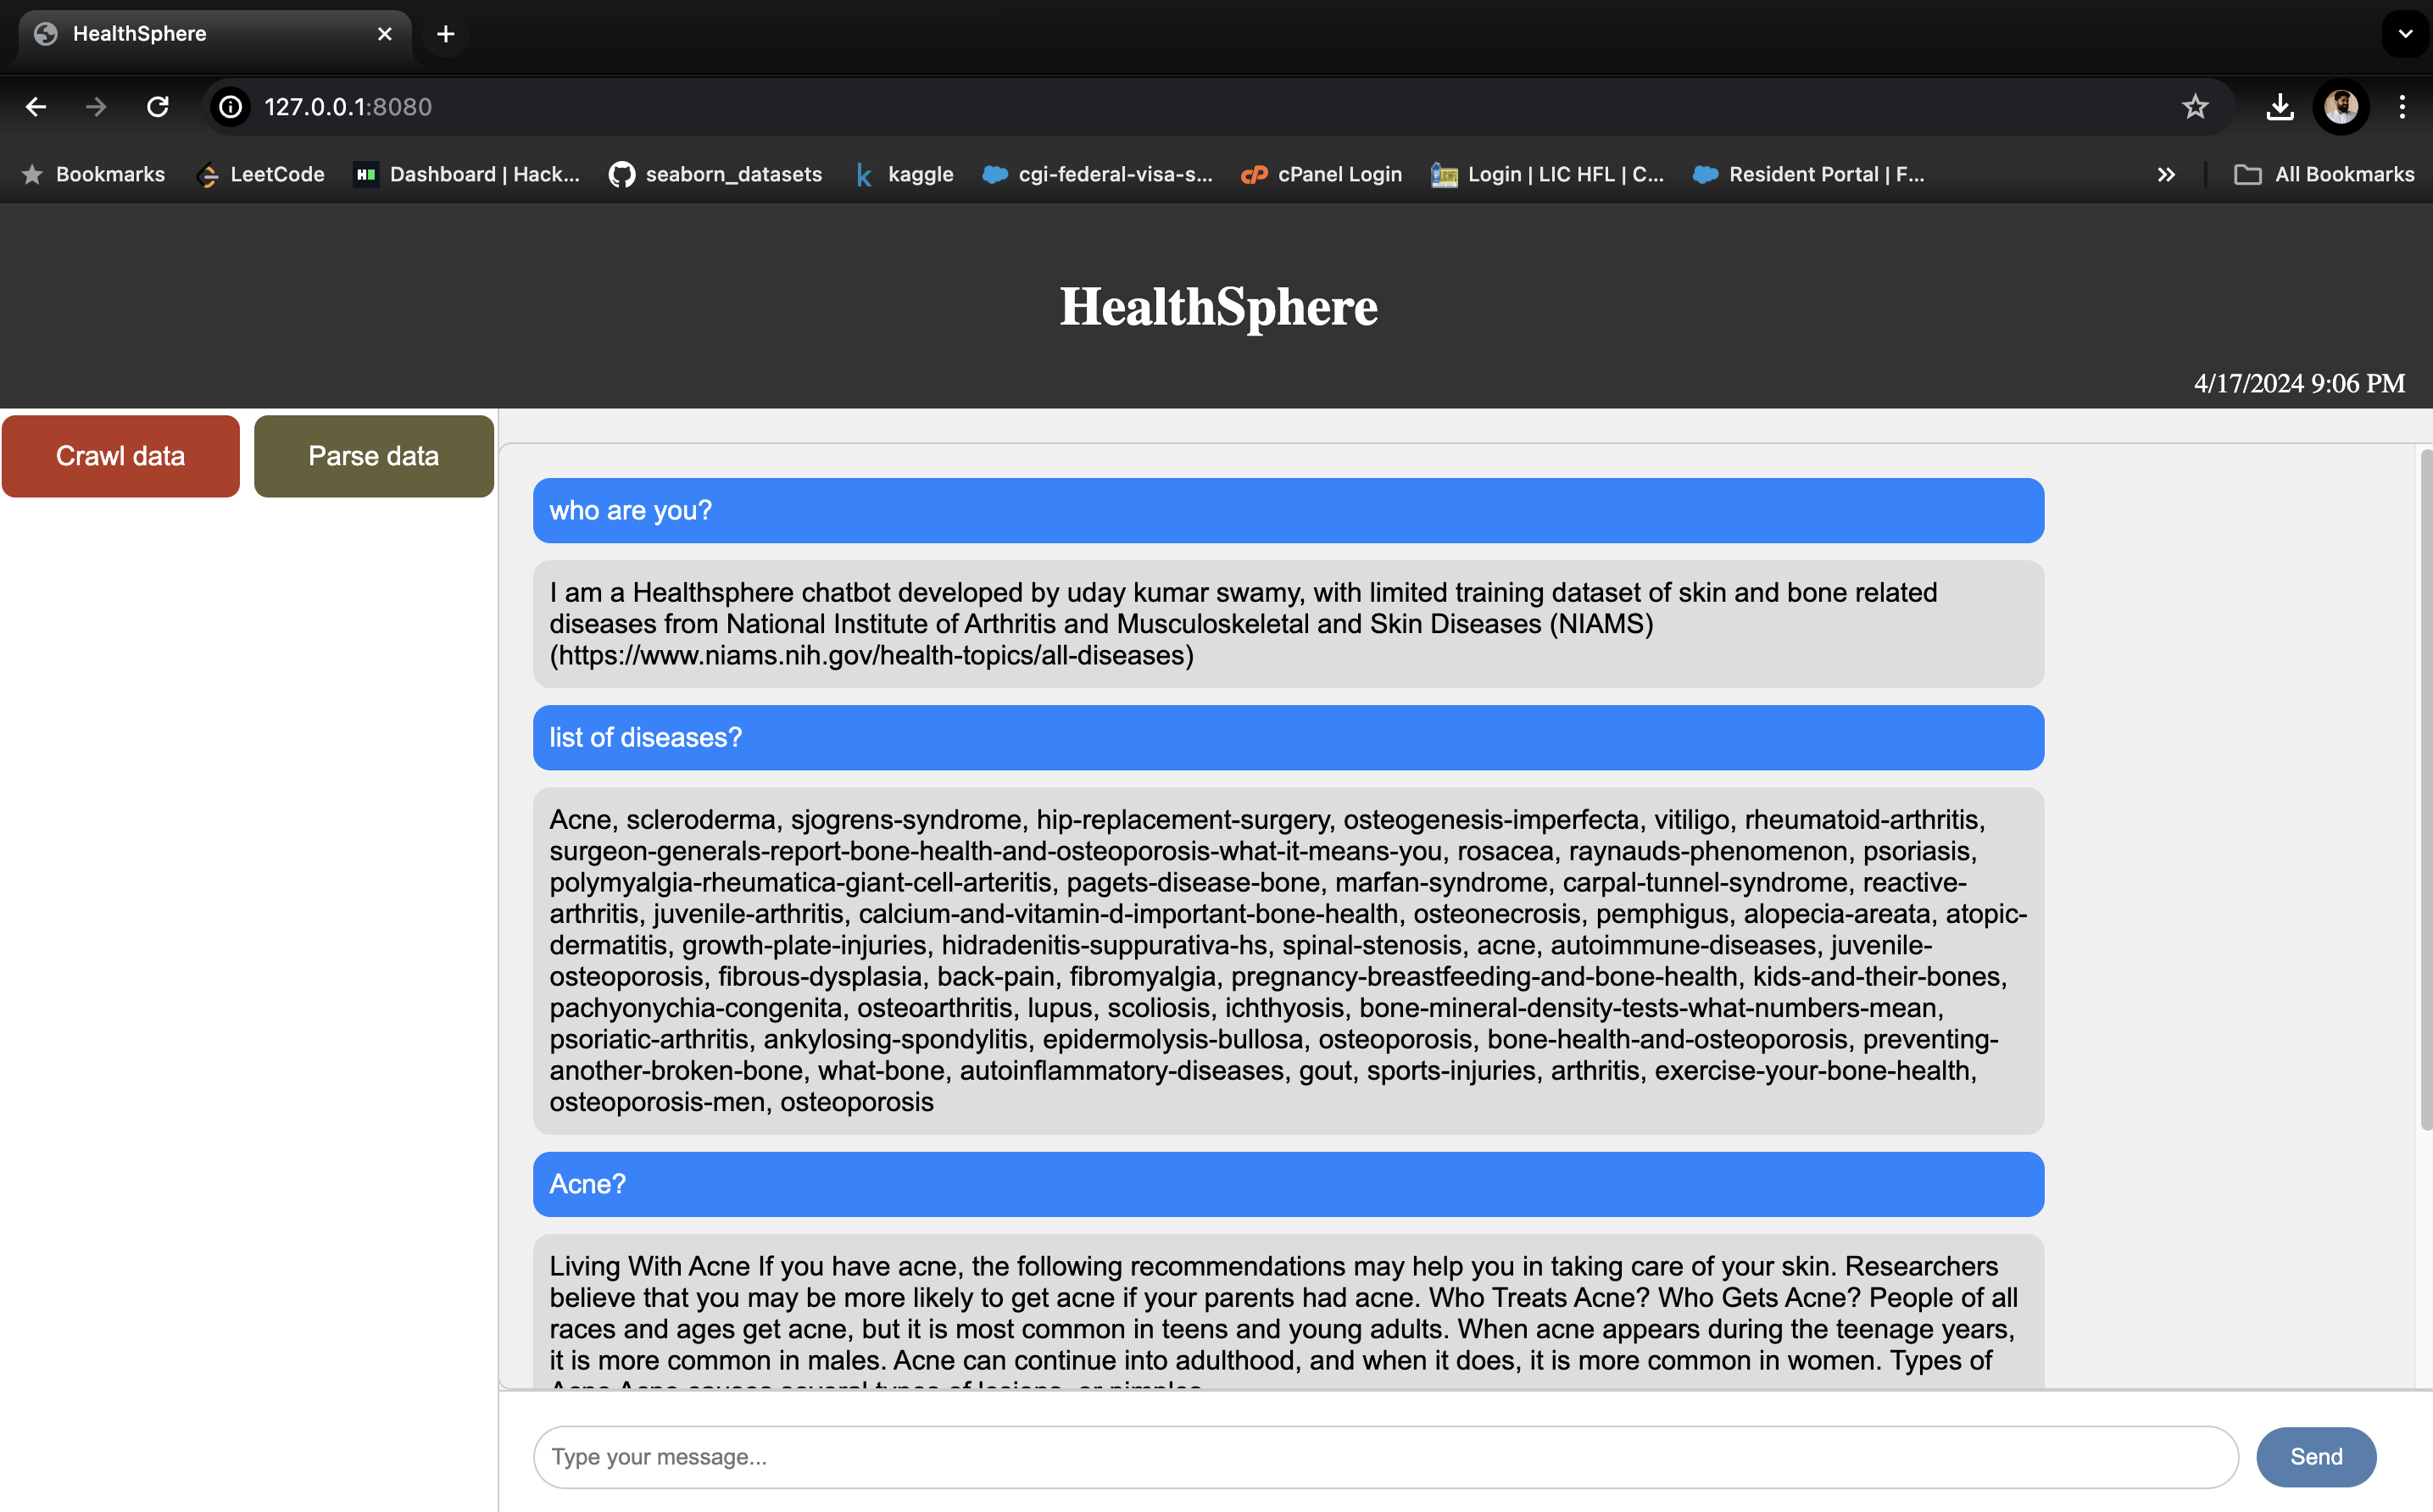 HealthSphere
127.0.0.1:8080
Bookmarks
LeetCode
Dashboard | Hack...
seaborn_datasets
kaggle
cgi-federal-visa-s...
cPanel Login
Login | LIC HFL | C...
Resident Portal | F...
All Bookmarks
HealthSphere
4/17/2024 9:06 PM
Crawl data
Parse data
who are you?
I am a Healthsphere chatbot developed by uday kumar swamy, with limited training dataset of skin and bone related
diseases from National Institute of Arthritis and Musculoskeletal and Skin Diseases (NIAMS)
(https://www.niams.nih.gov/health-topics/all-diseases)
list of diseases?
Acne, scleroderma, sjogrens-syndrome, hip-replacement-surgery, osteogenesis-imperfecta, vitiligo, rheumatoid-arthritis,
surgeon-generals-report-bone-health-and-osteoporosis-what-it-means-you, rosacea, raynauds-phenomenon, psoriasis,
polymyalgia-rheumatica-giant-cell-arteritis, pagets-disease-bone, marfan-syndrome, carpal-tunnel-syndrome, reactive-
arthritis, juvenile-arthritis, calcium-and-vitamin-d-important-bone-health, osteonecrosis, pemphigus, alopecia-areata, atopic-
dermatitis, growth-plate-injuries, hidradenitis-suppurativa-hs, spinal-stenosis, acne, autoimmune-diseases, juvenile-
osteoporosis, fibrous-dysplasia, back-pain, fibromyalgia, pregnancy-breastfeeding-and-bone-health, kids-and-their-bones,
pachyonychia-congenita, osteoarthritis, lupus, scoliosis, ichthyosis, bone-mineral-density-tests-what-numbers-mean,
psoriatic-arthritis, ankylosing-spondylitis, epidermolysis-bullosa, osteoporosis, bone-health-and-osteoporosis, preventing-
another-broken-bone, what-bone, autoinflammatory-diseases, gout, sports-injuries, arthritis, exercise-your-bone-health,
osteoporosis-men, osteoporosis
Acne?
Living With Acne If you have acne, the following recommendations may help you in taking care of your skin. Researchers
believe that you may be more likely to get acne if your parents had acne. Who Treats Acne? Who Gets Acne? People of all
races and ages get acne, but it is most common in teens and young adults. When acne appears during the teenage years,
it is more common in males. Acne can continue into adulthood, and when it does, it is more common in women. Types of
Acne Acne causes several types of lesions, or pimples
Type your message...
Send